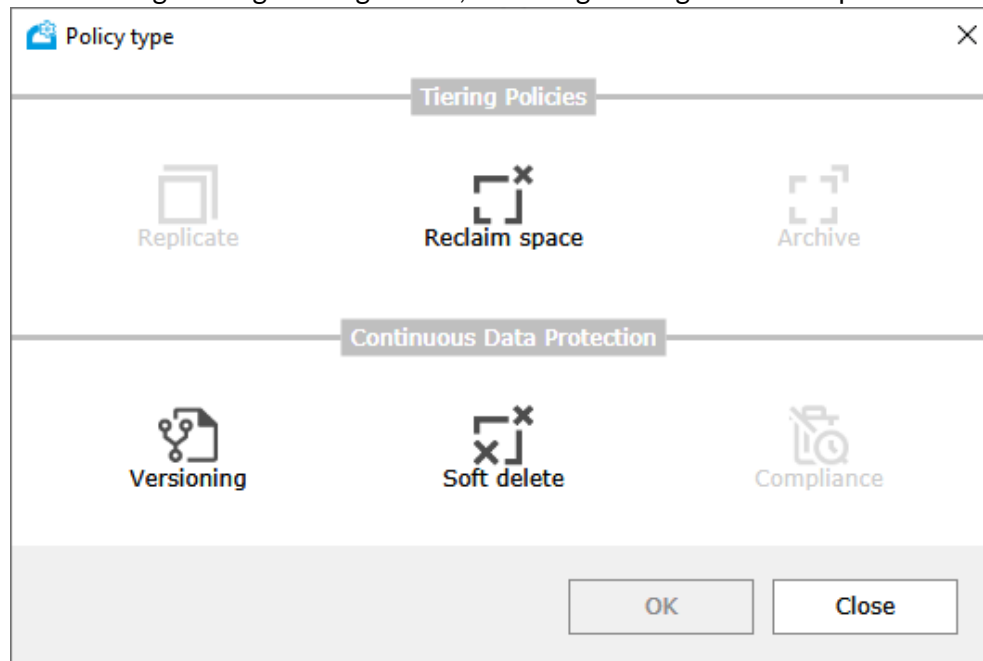 Policy type
Tiering Policies
Replicate
Reclaim space
Archive
Continuous Data Protection
Versioning
Soft delete
Compliance
OK
Close